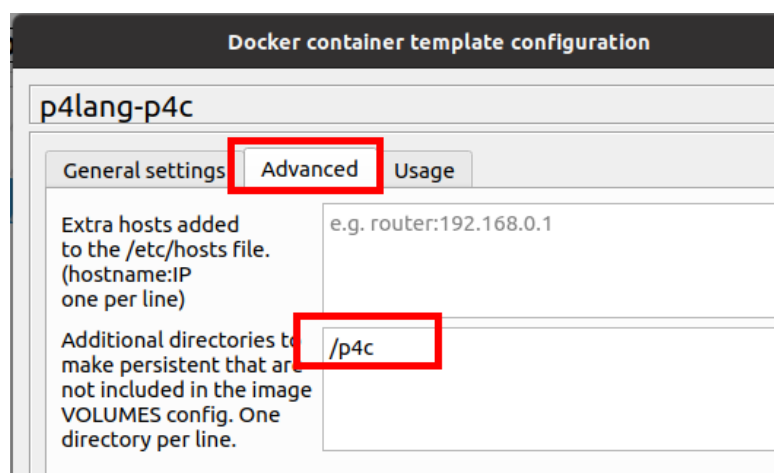 Docker container template configuration
p4lang-p4c
General settings Advanced Usage
Extra hosts added
to the /etc/hosts file.
(hostname:IP
one per line)
e.g. router:192.168.0.1
Additional directories to
make persistent that are
not included in the image
VOLUMES config. One
directory per line.
/p4c